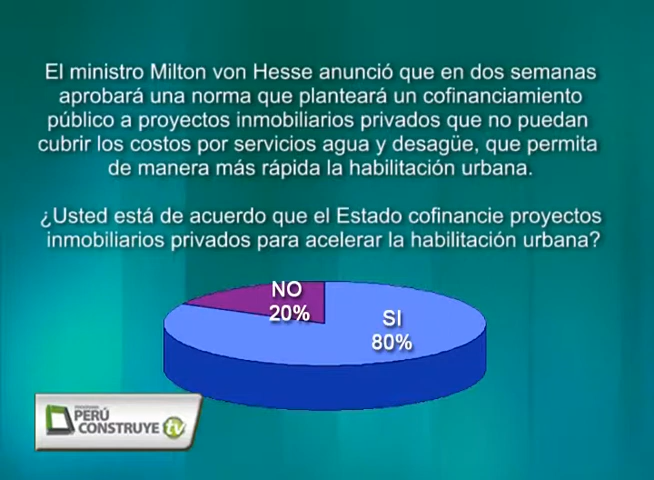 El ministro Milton von Hesse anunció que en dos semanas
aprobará una norma que planteará un cofinanciamiento
público a proyectos inmobiliarios privados que no puedan
cubrir los costos por servicios agua y desagüe, que permita
de manera más rápida la habilitación urbana.
¿Usted está de acuerdo que el Estado cofinancie proyectos
inmobiliarios privados para acelerar la habilitación urbana?
NO
20%
SI
80%
PERÚ
CONSTRUYE tv